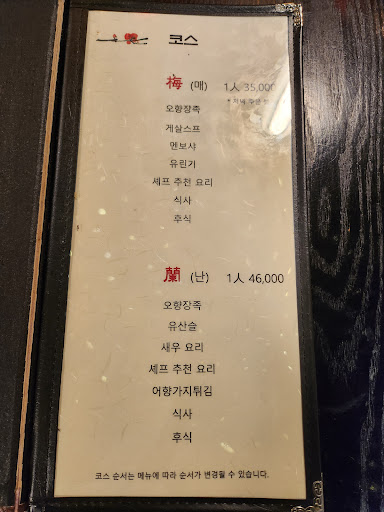 코스
梅 (매) 1人 35,000
오향장족
게살스프
멘보샤
유린기
셰프 추천 요리
식사
후식
蘭 (난) 1人 46,000
오향장족
유산슬
새우 요리
셰프 추천 요리
어향가지튀김
식사
후식
코스 순서는 메뉴에 따라 순서가 변경될 수 있습니다.